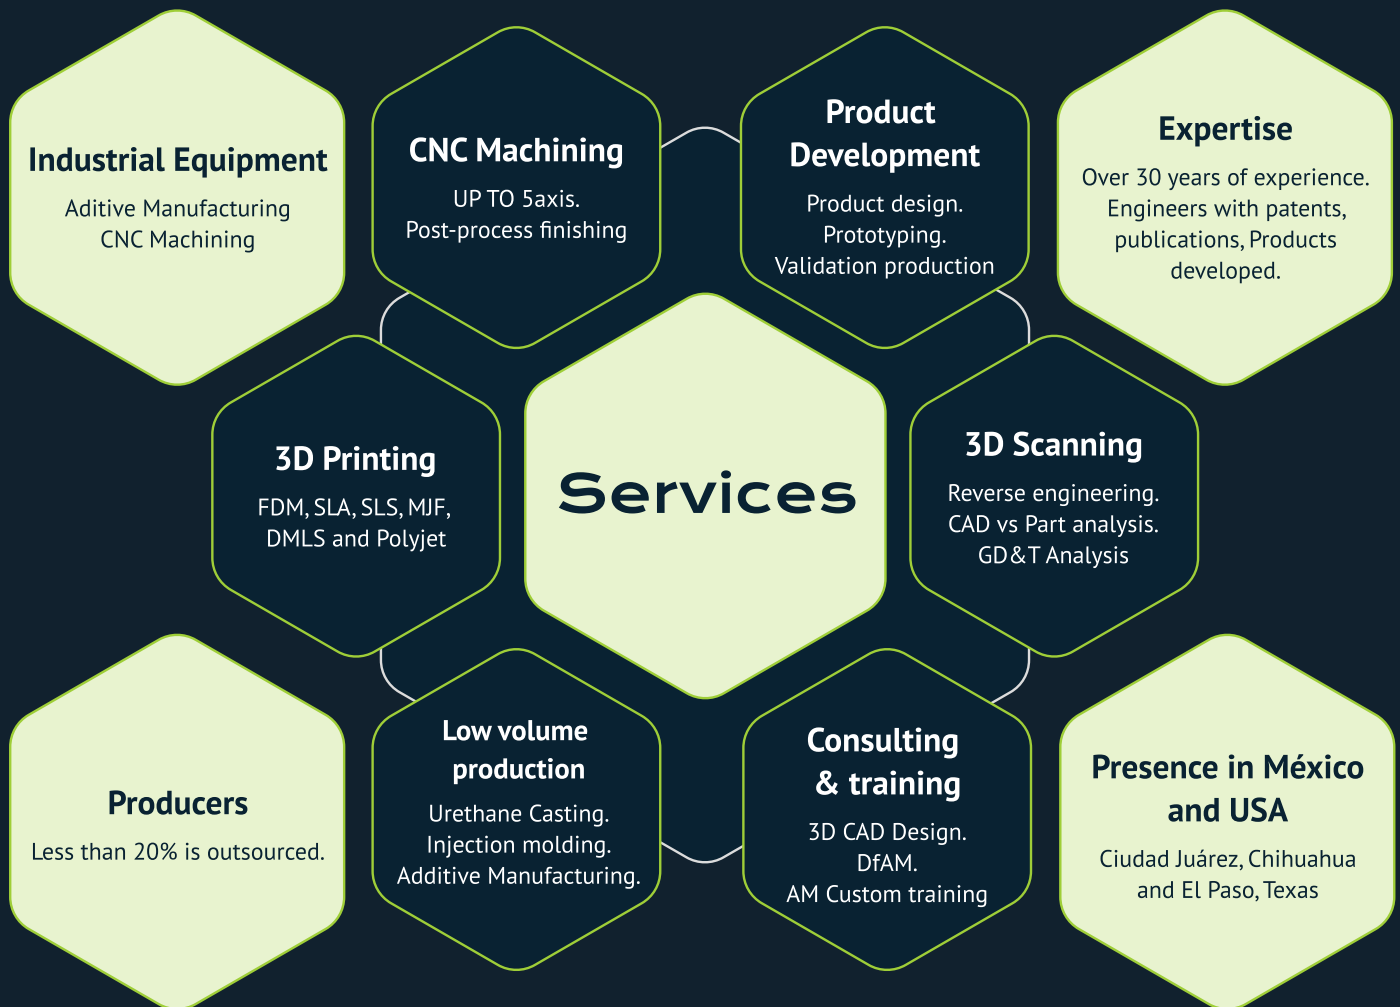 Industrial Equipment
Aditive Manufacturing
CNC Machining
CNC Machining
UP TO 5axis.
Post-process finishing
Product
Development
Product design.
Prototyping.
Validation production
Expertise
Over 30 years of experience.
Engineers with patents,
publications, Products
developed.
3D Printing
FDM, SLA, SLS, MJF,
DMLS and Polyjet
Services
3D Scanning
Reverse engineering.
CAD vs Part analysis.
GD&T Analysis
Producers
Less than 20% is outsourced.
Low volume
production
Urethane Casting.
Injection molding.
Additive Manufacturing.
Consulting
& training
3D CAD Design.
DfAM.
AM Custom training
Presence in México
and USA
Ciudad Juárez, Chihuahua
and El Paso, Texas